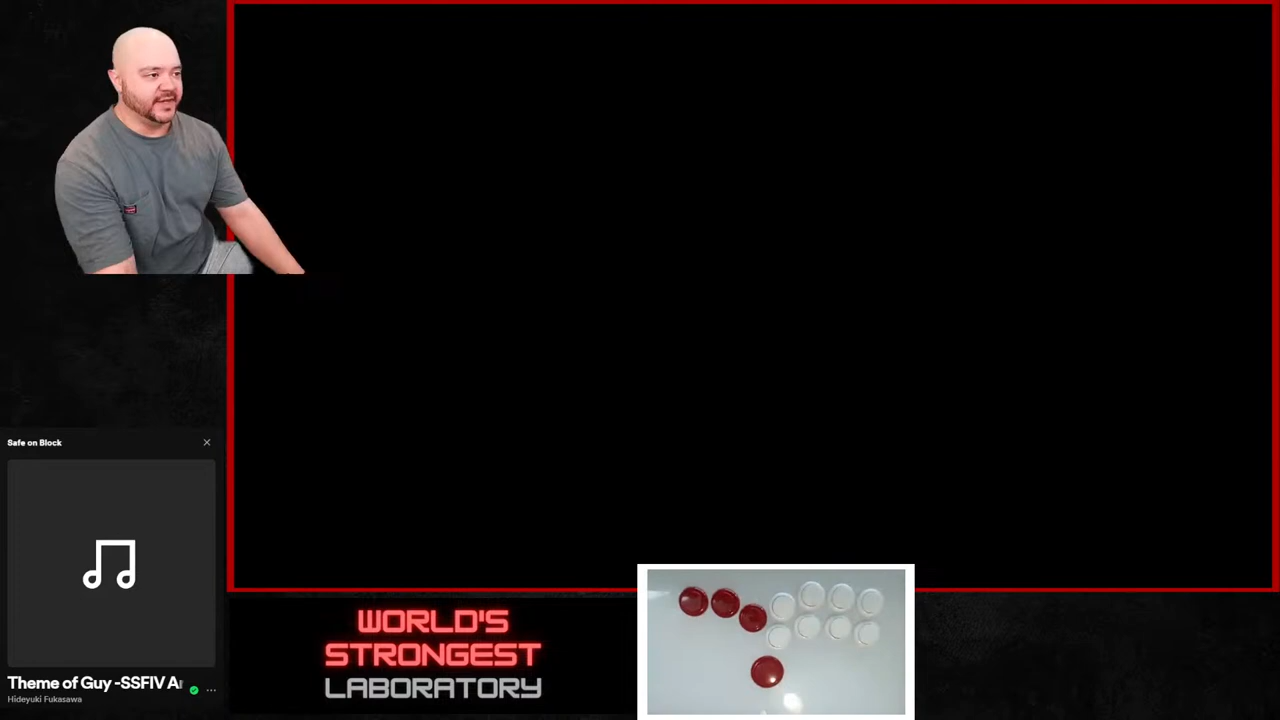 Safe on Block
Theme of Guy -SSFIV A
Hideyuki Fukasawa
WORLD'S
STRONGEST
LABORATORY